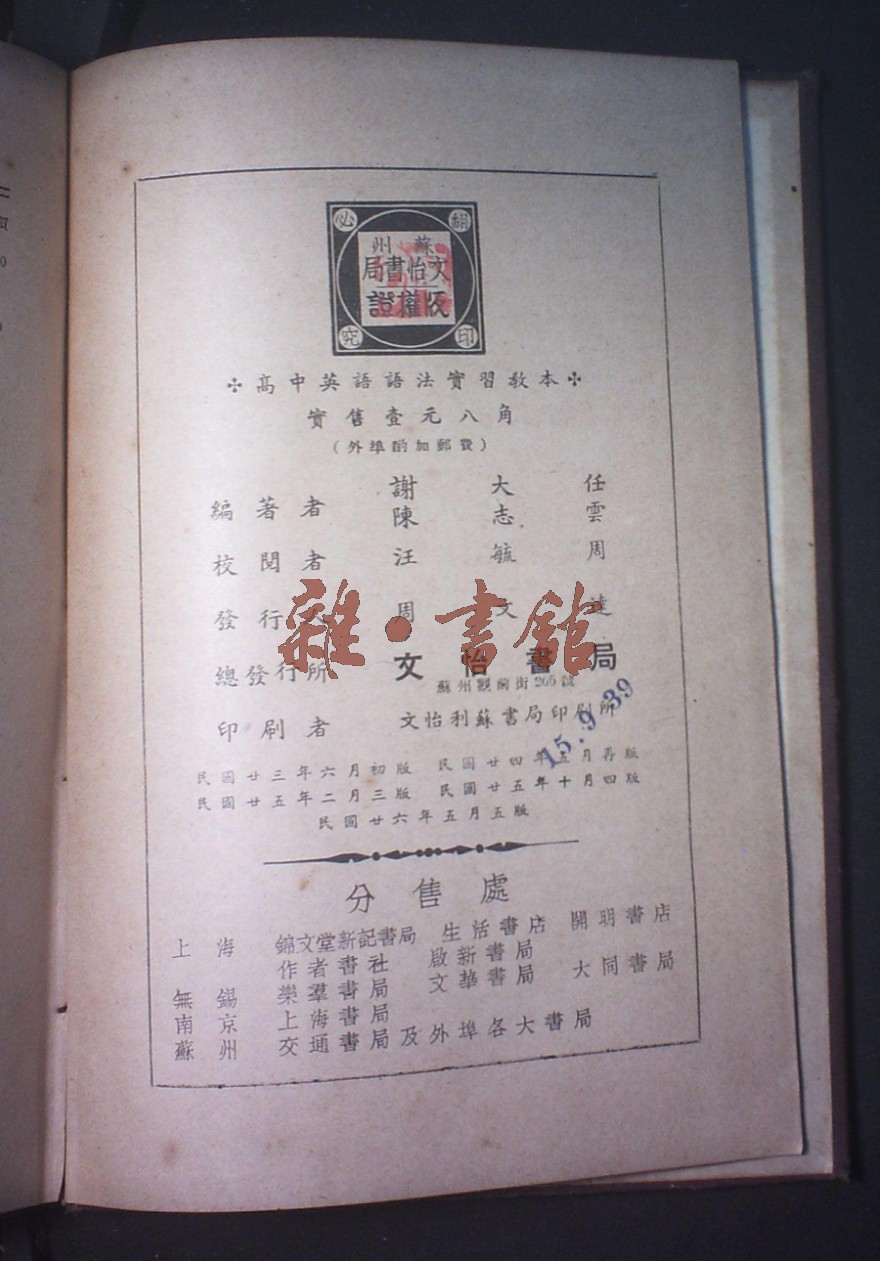 翻印
必究
蘇州
文怡書局
版權證
高中英語語法實習教本
實售壹元八角
(外埠酌加郵費)
編著者 謝大任
陳志雲
校閱者 汪毓周
發行人 周文達
總發行所 文怡書局
蘇州觀前街205號
印刷者 文怡利蘇書局印刷所
15.9.39
民國廿三年六月初版 民國廿四年五月再版
民國廿五年二月三版 民國廿五年十月四版
民國廿六年五月五版
分售處
上海 錦文堂新記書局 生活書店 開明書店
作者書社 啟新書局
無錫 樂羣書局 文華書局 大同書局
南京 上海書局
蘇州 交通書局及外埠各大書局
雜·書館